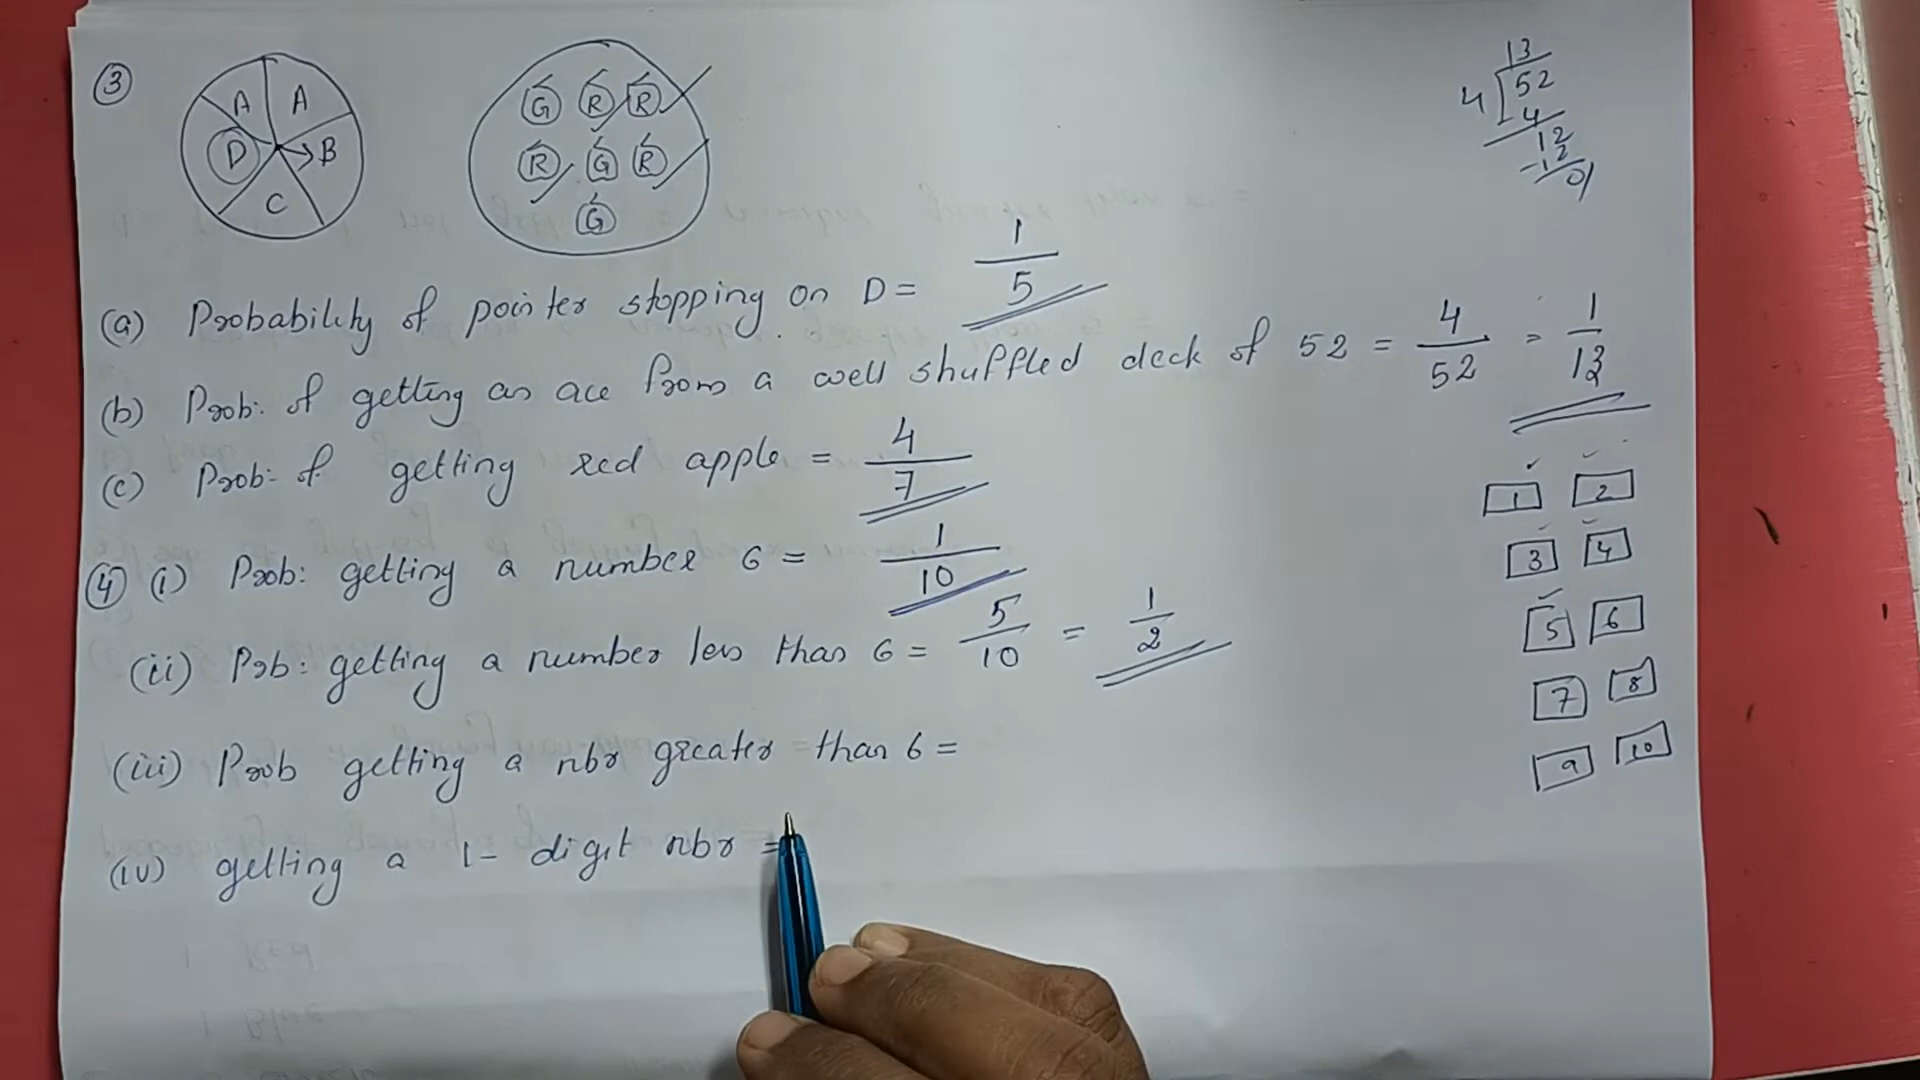 3
A A
D B
C
G R R
R G R
G
13
4 52
4
12
-12
0
(a) Probability of pointer stopping on D = 1/5
(b) Prob: of getting an ace from a well shuffled deck of 52 = 4/52 = 1/13
(c) Prob: of getting red apple = 4/7
4 (i) Prob: getting a number 6 = 1/10
(ii) Prb: getting a number less than 6 = 5/10 = 1/2
(iii) Prob getting a nbr greater than 6 =
(iv) getting a 1- digit nbr =
1 2
3 4
5 6
7 8
9 10